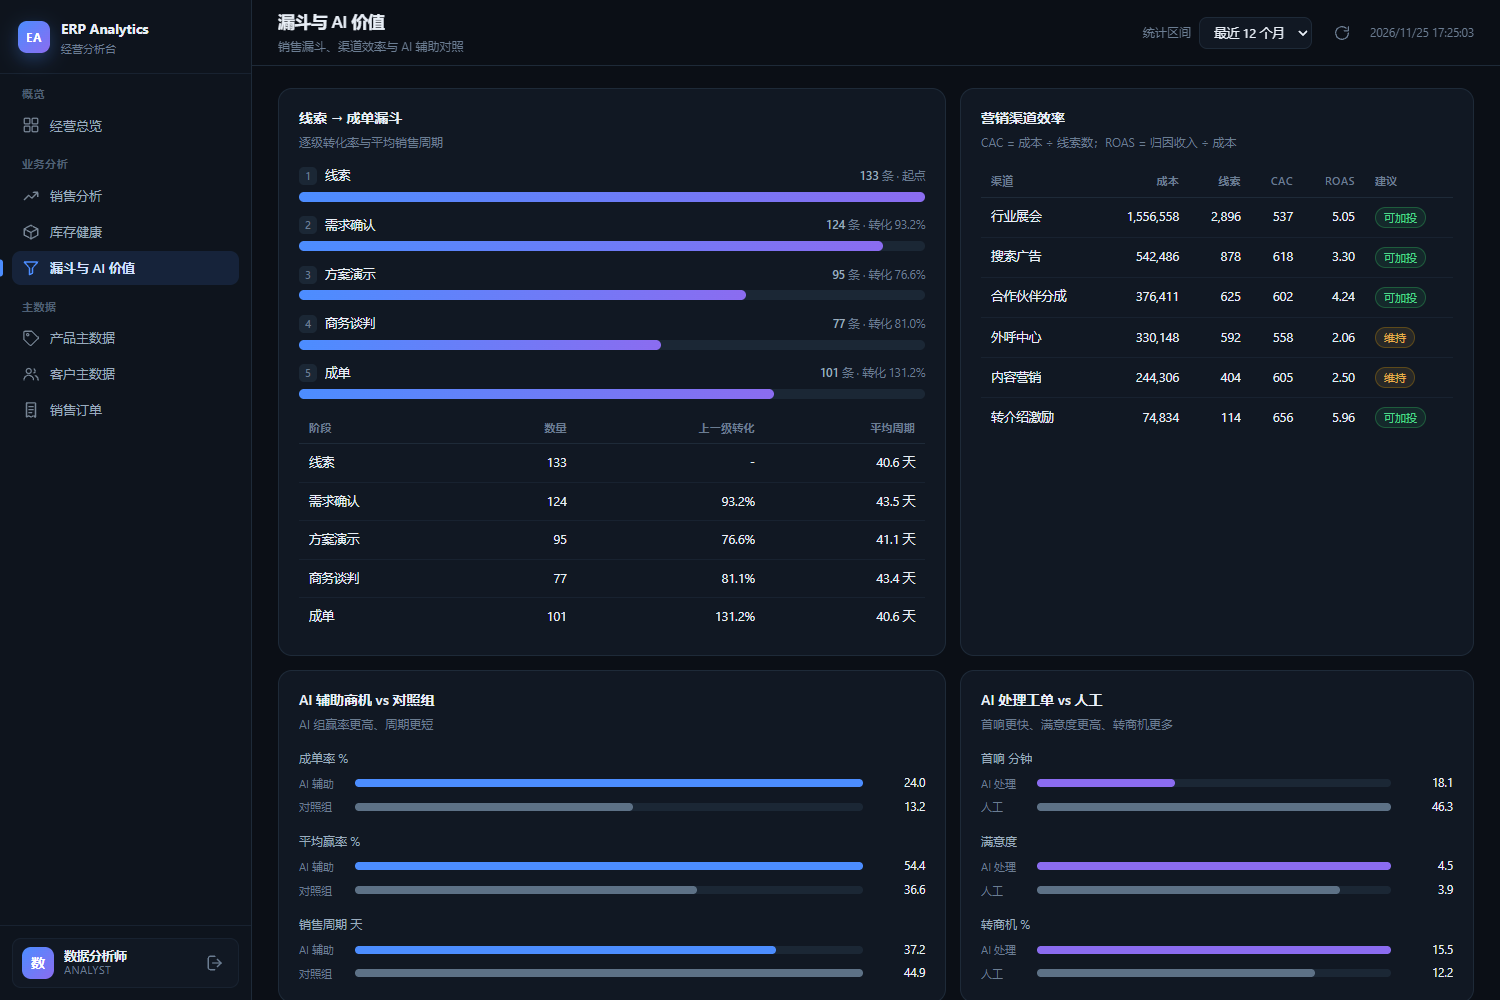 EA
ERP Analytics
经营分析台
概览
经营总览
业务分析
销售分析
库存健康
漏斗与 AI 价值
主数据
产品主数据
客户主数据
销售订单
数
数据分析师
ANALYST
漏斗与 AI 价值
销售漏斗、渠道效率与 AI 辅助对照
统计区间
最近 12 个月
2026/11/25 17:25:03
线索 → 成单漏斗
逐级转化率与平均销售周期
1 线索 133 条 · 起点
2 需求确认 124 条 · 转化 93.2%
3 方案演示 95 条 · 转化 76.6%
4 商务谈判 77 条 · 转化 81.0%
5 成单 101 条 · 转化 131.2%
阶段 数量 上一级转化 平均周期
线索 133 - 40.6 天
需求确认 124 93.2% 43.5 天
方案演示 95 76.6% 41.1 天
商务谈判 77 81.1% 43.4 天
成单 101 131.2% 40.6 天
营销渠道效率
CAC = 成本 ÷ 线索数；ROAS = 归因收入 ÷ 成本
渠道 成本 线索 CAC ROAS 建议
行业展会 1,556,558 2,896 537 5.05 可加投
搜索广告 542,486 878 618 3.30 可加投
合作伙伴分成 376,411 625 602 4.24 可加投
外呼中心 330,148 592 558 2.06 维持
内容营销 244,306 404 605 2.50 维持
转介绍激励 74,834 114 656 5.96 可加投
AI 辅助商机 vs 对照组
AI 组赢率更高、周期更短
成单率 %
AI 辅助 24.0
对照组 13.2
平均赢率 %
AI 辅助 54.4
对照组 36.6
销售周期 天
AI 辅助 37.2
对照组 44.9
AI 处理工单 vs 人工
首响更快、满意度更高、转商机更多
首响 分钟
AI 处理 18.1
人工 46.3
满意度
AI 处理 4.5
人工 3.9
转商机 %
AI 处理 15.5
人工 12.2